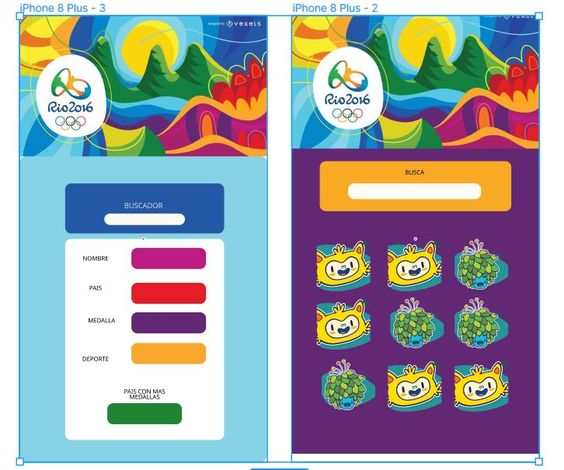 iPhone 8 Plus - 3
iPhone 8 Plus - 2
designed by vexels
Rio2016
Rio2016
BUSCADOR
NOMBRE
PAIS
MEDALLA
DEPORTE
PAIS CON MAS
MEDALLAS
BUSCA